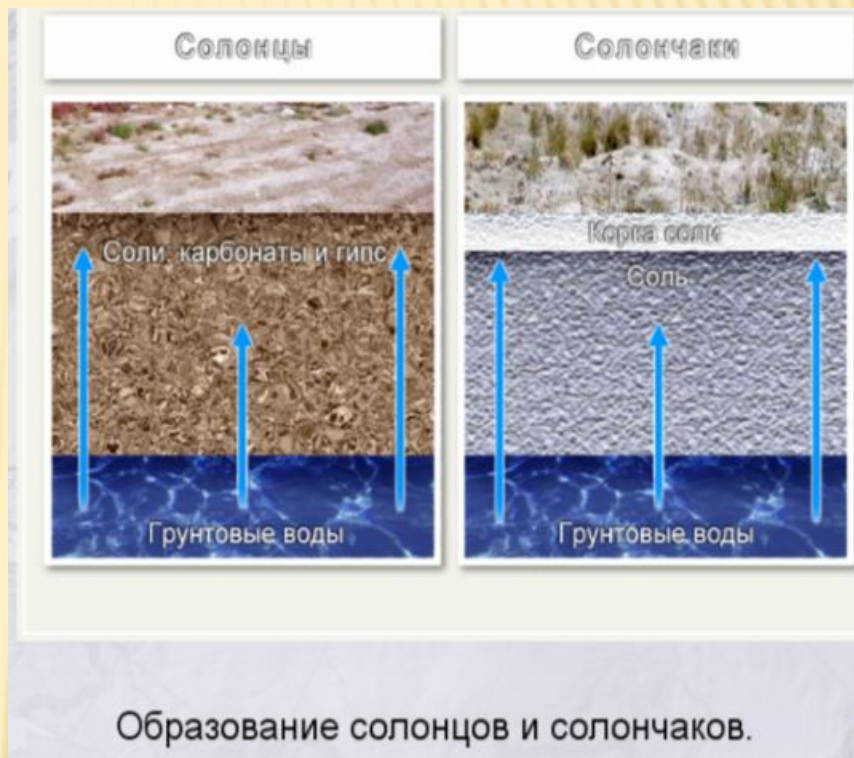 Солонцы
Солончаки
Соли: карбонаты и гипс
Грунтовые воды
Корка соли
Соль
Грунтовые воды
Образование солонцов и солончаков.